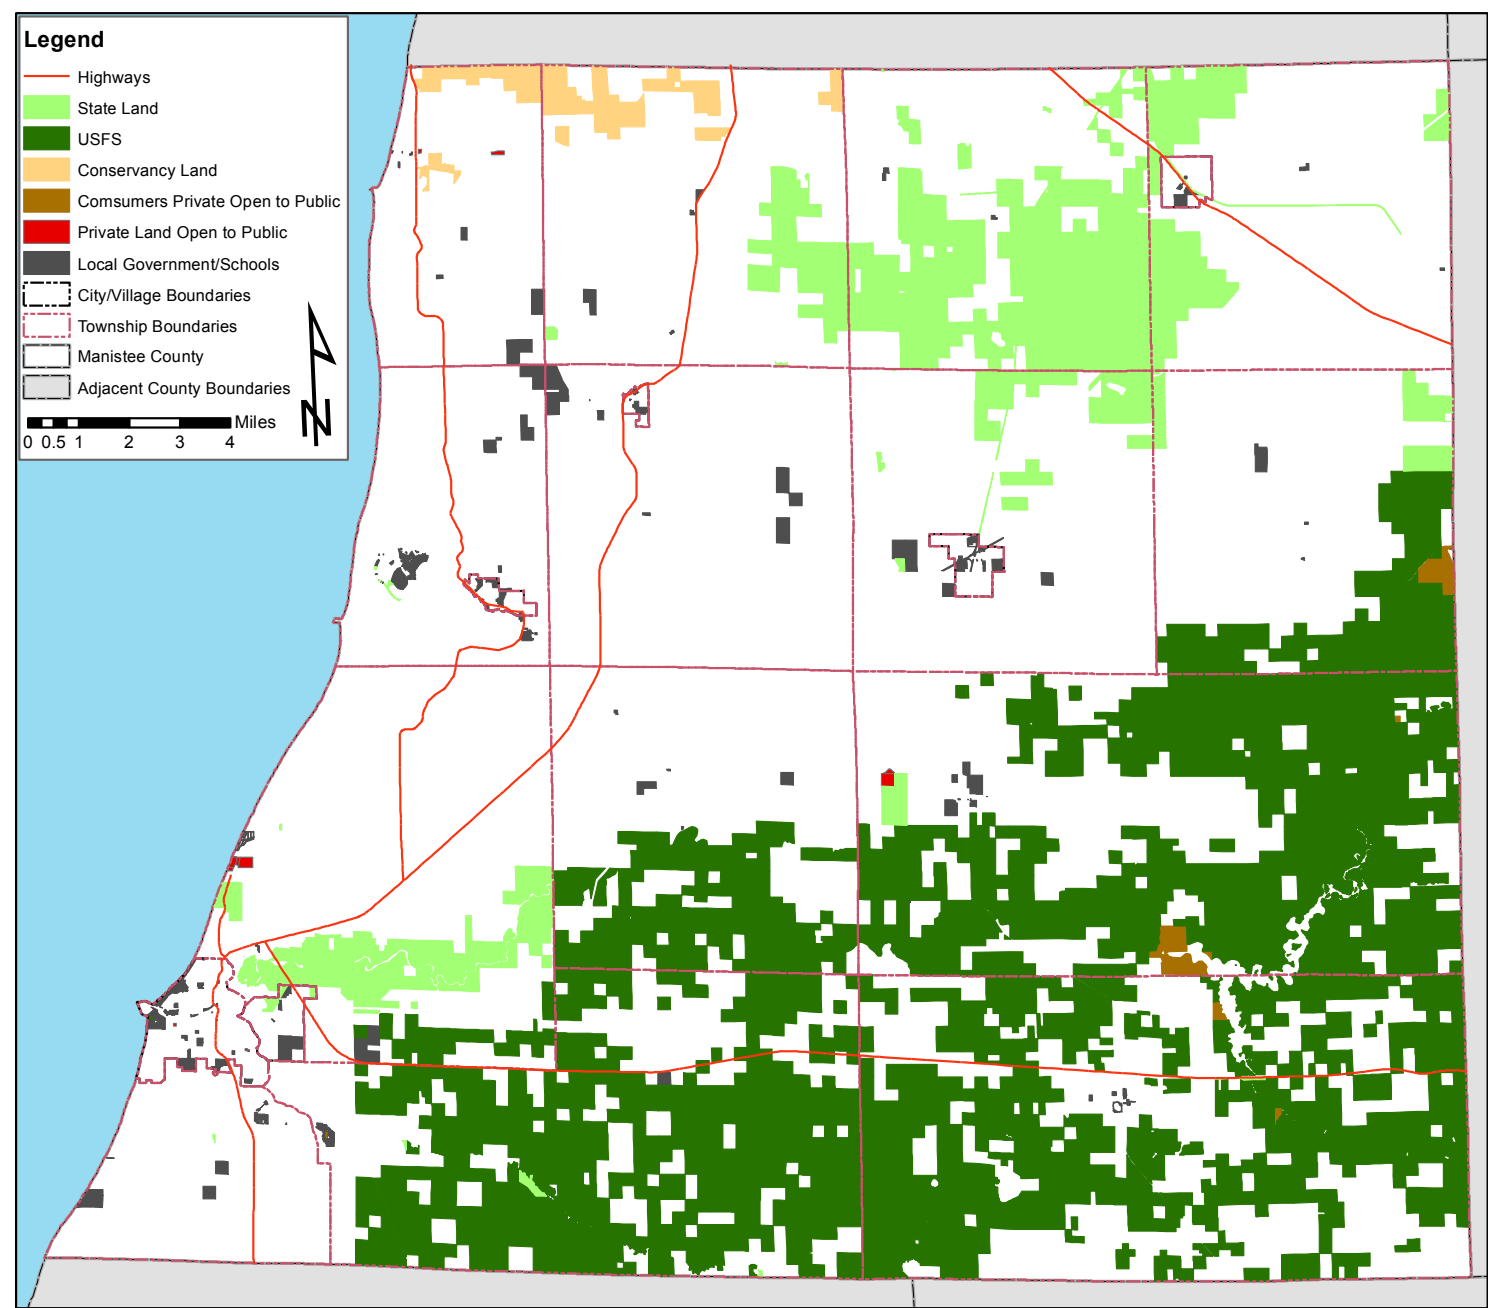 Legend
Highways
State Land
USFS
Conservancy Land
Comsumers Private Open to Public
Private Land Open to Public
Local Government/Schools
City/Village Boundaries
Township Boundaries
Manistee County
Adjacent County Boundaries
Miles
0 0.5 1 2 3 4
N